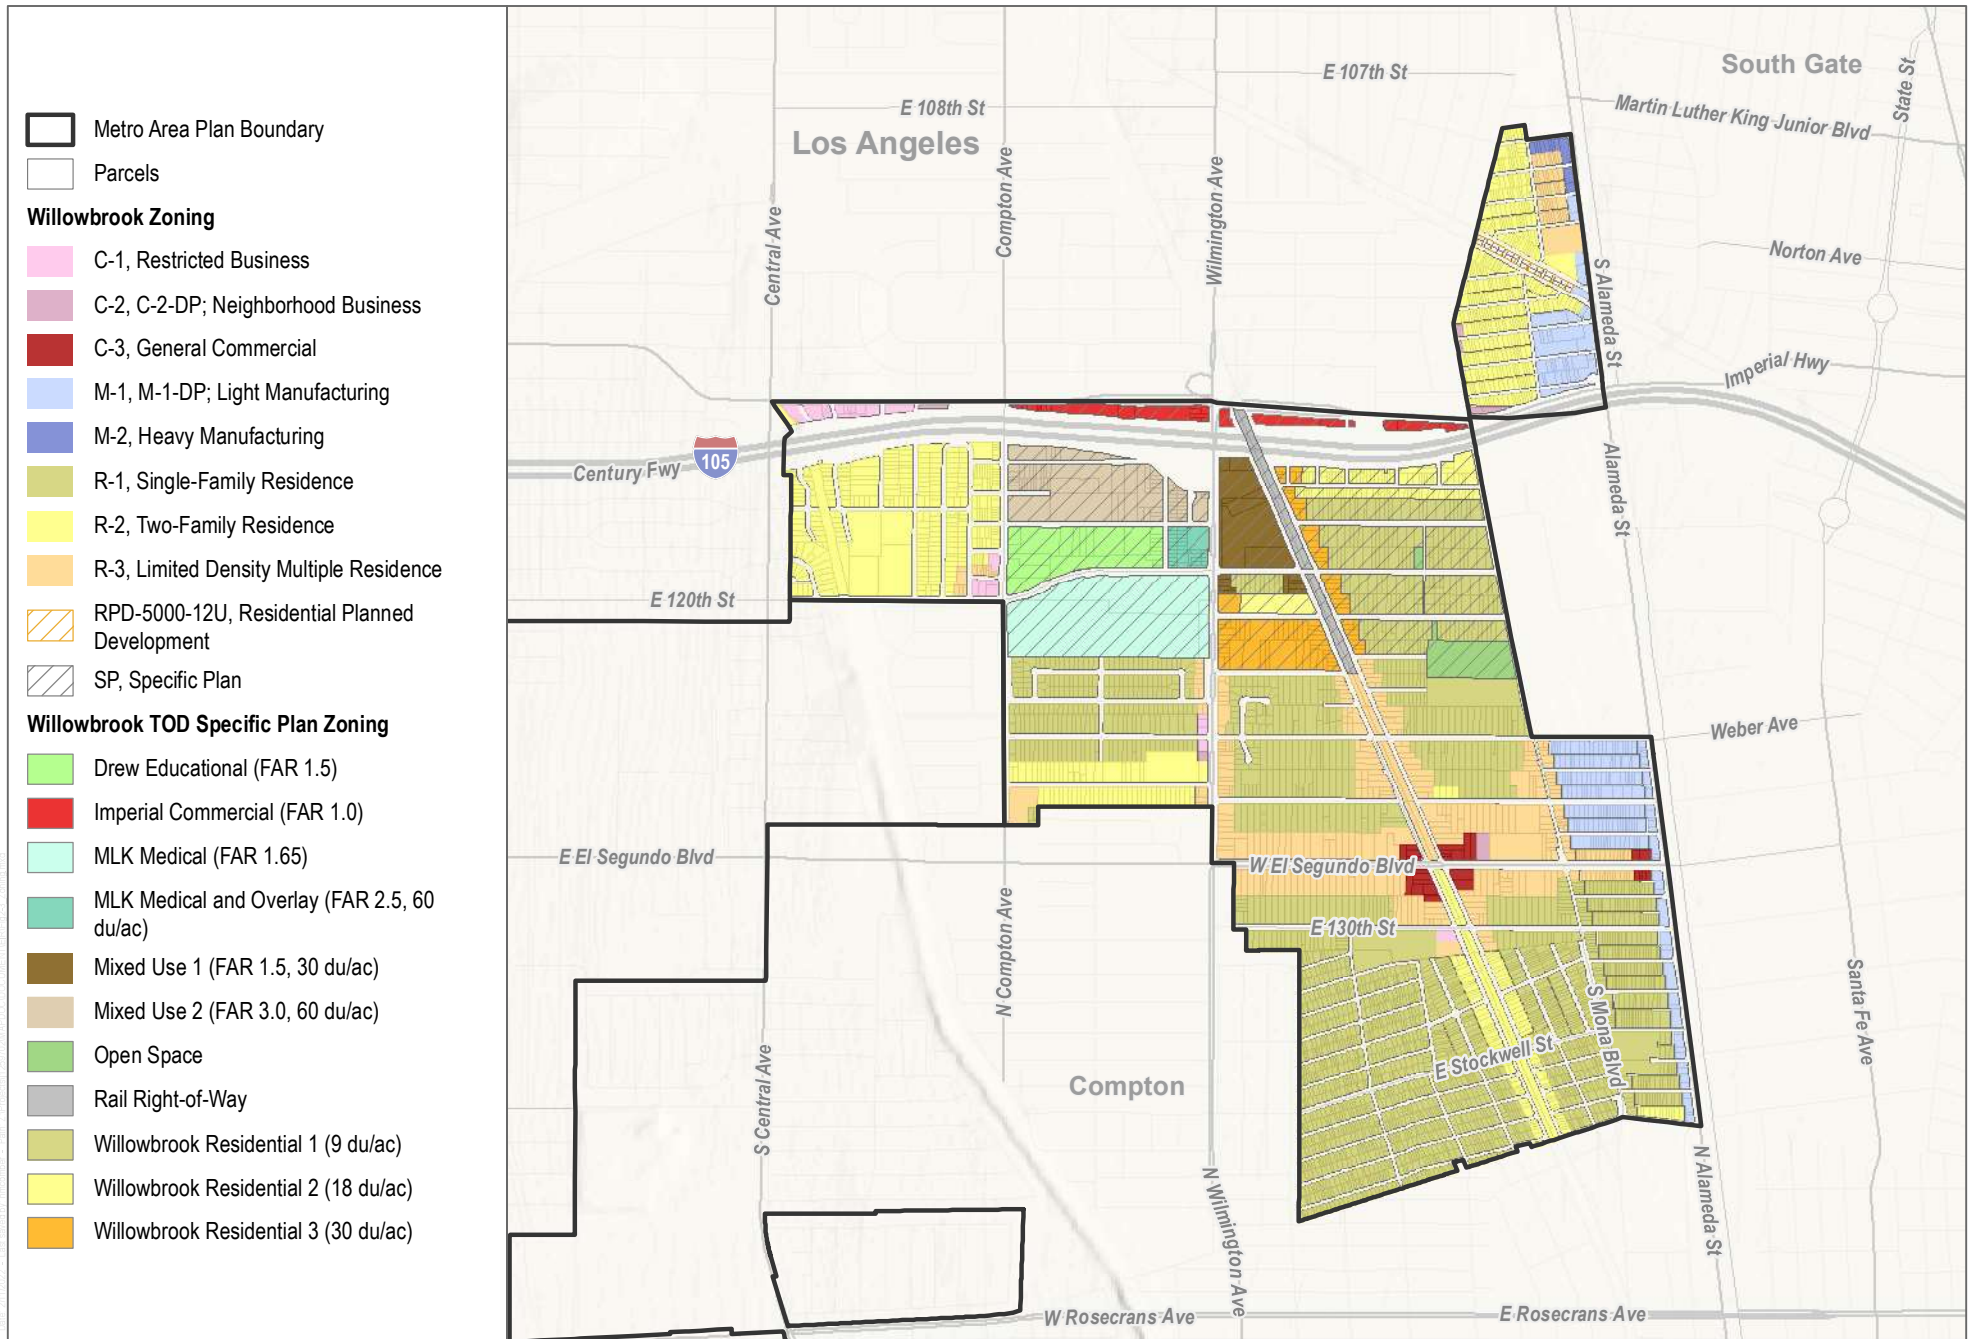 Metro Area Plan Boundary
Parcels
Willowbrook Zoning
C-1, Restricted Business
C-2, C-2-DP; Neighborhood Business
C-3, General Commercial
M-1, M-1-DP; Light Manufacturing
M-2, Heavy Manufacturing
R-1, Single-Family Residence
R-2, Two-Family Residence
R-3, Limited Density Multiple Residence
RPD-5000-12U, Residential Planned
Development
SP, Specific Plan
Willowbrook TOD Specific Plan Zoning
Drew Educational (FAR 1.5)
Imperial Commercial (FAR 1.0)
MLK Medical (FAR 1.65)
MLK Medical and Overlay (FAR 2.5, 60
du/ac)
Mixed Use 1 (FAR 1.5, 30 du/ac)
Mixed Use 2 (FAR 3.0, 60 du/ac)
Open Space
Rail Right-of-Way
Willowbrook Residential 1 (9 du/ac)
Willowbrook Residential 2 (18 du/ac)
Willowbrook Residential 3 (30 du/ac)
South Gate
E 107th St
State St
E 108th St
Martin Luther King Junior Blvd
Los Angeles
Compton Ave
Wilmington Ave
Central Ave
Norton Ave
S Alameda St
Imperial Hwy
Century Fwy
105
Alameda St
E 120th St
Weber Ave
E El Segundo Blvd
W El Segundo Blvd
E 130th St
N Compton Ave
S Mona Blvd
Santa Fe Ave
E Stockwell St
S Central Ave
Compton
N Wilmington Ave
N Alameda St
W Rosecrans Ave
E Rosecrans Ave